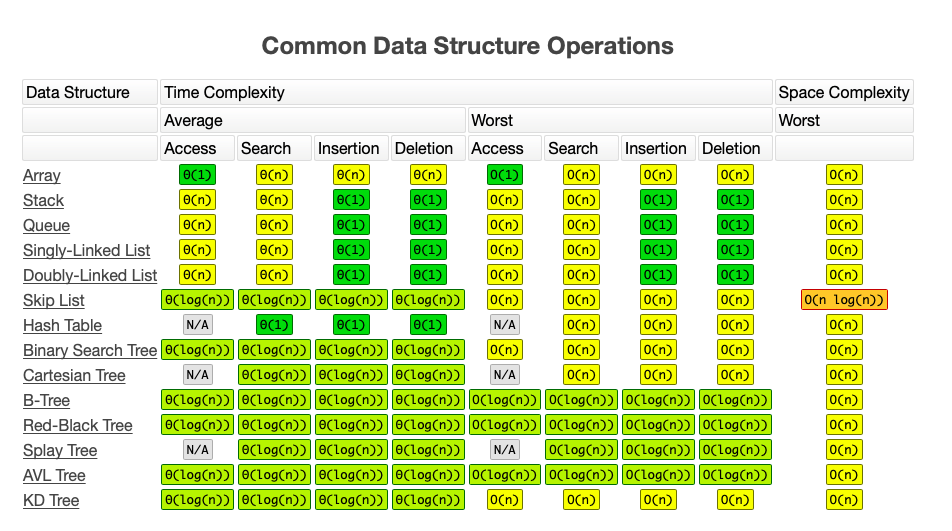 Common Data Structure Operations
Data Structure Time Complexity Space Complexity
Average Worst Worst
Access Search Insertion Deletion Access Search Insertion Deletion
Array Θ(1) Θ(n) Θ(n) Θ(n) O(1) O(n) O(n) O(n) O(n)
Stack Θ(n) Θ(n) Θ(1) Θ(1) O(n) O(n) O(1) O(1) O(n)
Queue Θ(n) Θ(n) Θ(1) Θ(1) O(n) O(n) O(1) O(1) O(n)
Singly-Linked List Θ(n) Θ(n) Θ(1) Θ(1) O(n) O(n) O(1) O(1) O(n)
Doubly-Linked List Θ(n) Θ(n) Θ(1) Θ(1) O(n) O(n) O(1) O(1) O(n)
Skip List Θ(log(n)) Θ(log(n)) Θ(log(n)) Θ(log(n)) O(n) O(n) O(n) O(n) O(n log(n))
Hash Table N/A Θ(1) Θ(1) Θ(1) N/A O(n) O(n) O(n) O(n)
Binary Search Tree Θ(log(n)) Θ(log(n)) Θ(log(n)) Θ(log(n)) O(n) O(n) O(n) O(n) O(n)
Cartesian Tree N/A Θ(log(n)) Θ(log(n)) Θ(log(n)) N/A O(n) O(n) O(n) O(n)
B-Tree Θ(log(n)) Θ(log(n)) Θ(log(n)) Θ(log(n)) O(log(n)) O(log(n)) O(log(n)) O(log(n)) O(n)
Red-Black Tree Θ(log(n)) Θ(log(n)) Θ(log(n)) Θ(log(n)) O(log(n)) O(log(n)) O(log(n)) O(log(n)) O(n)
Splay Tree N/A Θ(log(n)) Θ(log(n)) Θ(log(n)) N/A O(log(n)) O(log(n)) O(log(n)) O(n)
AVL Tree Θ(log(n)) Θ(log(n)) Θ(log(n)) Θ(log(n)) O(log(n)) O(log(n)) O(log(n)) O(log(n)) O(n)
KD Tree Θ(log(n)) Θ(log(n)) Θ(log(n)) Θ(log(n)) O(n) O(n) O(n) O(n) O(n)